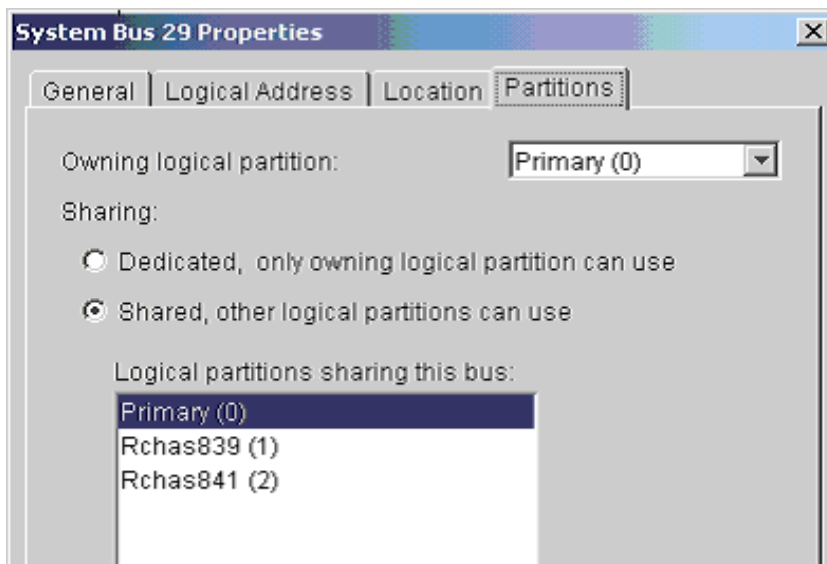 System Bus 29 Properties
General Logical Address Location Partitions
Owning logical partition: Primary (0)
Sharing:
Dedicated, only owning logical partition can use
Shared, other logical partitions can use
Logical partitions sharing this bus:
Primary (0)
Rchas839 (1)
Rchas841 (2)